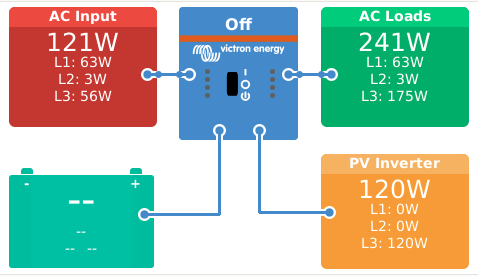 AC Input
121W
L1: 63W
L2: 3W
L3: 56W
Off
victron energy
I
AC Loads
241W
L1: 63W
L2: 3W
L3: 175W
- +
--
--
-- --
PV Inverter
120W
L1: 0W
L2: 0W
L3: 120W